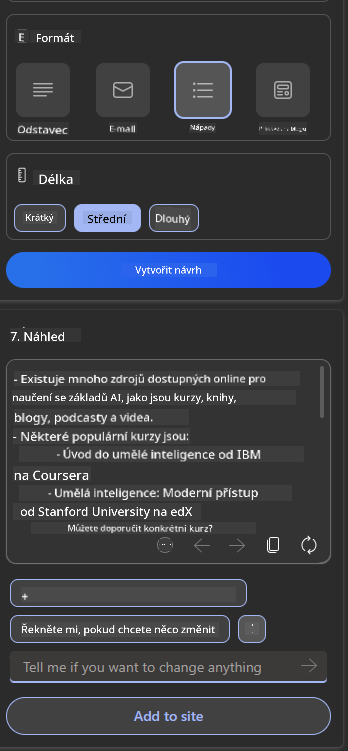 Formát
Odstavec
E-mail
Nápady
Délka
Krátký
Střední
Dlouhý
Vytvořit návrh
7. Náhled
- Existuje mnoho zdrojů dostupných online pro
naučení se základů AI, jako jsou kurzy, knihy,
blogy, podcasty a videa.
- Některé populární kurzy jsou:
- Úvod do umělé inteligence od IBM
na Coursera
- Umělá inteligence: Moderní přístup
od Stanford University na edX
Můžete doporučit konkrétní kurz?
+
Řekněte mi, pokud chcete něco změnit
Tell me if you want to change anything
Add to site